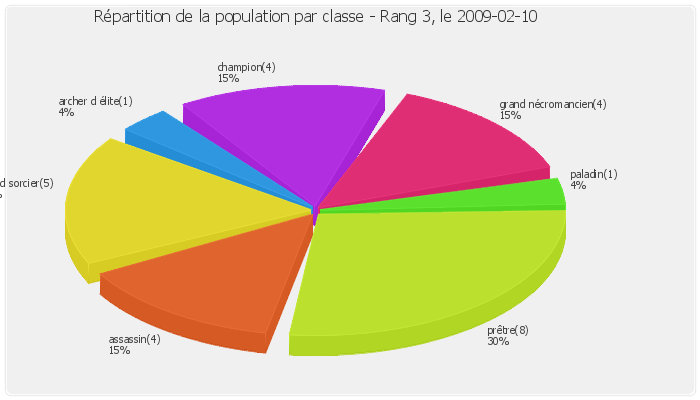 Répartition de la population par classe - Rang 3, le 2009-02-10
champion(4)
15%
archer d élite(1)
4%
grand nécromancien(4)
15%
paladin(1)
4%
d sorcier(5)
%
assassin(4)
15%
prêtre(8)
30%